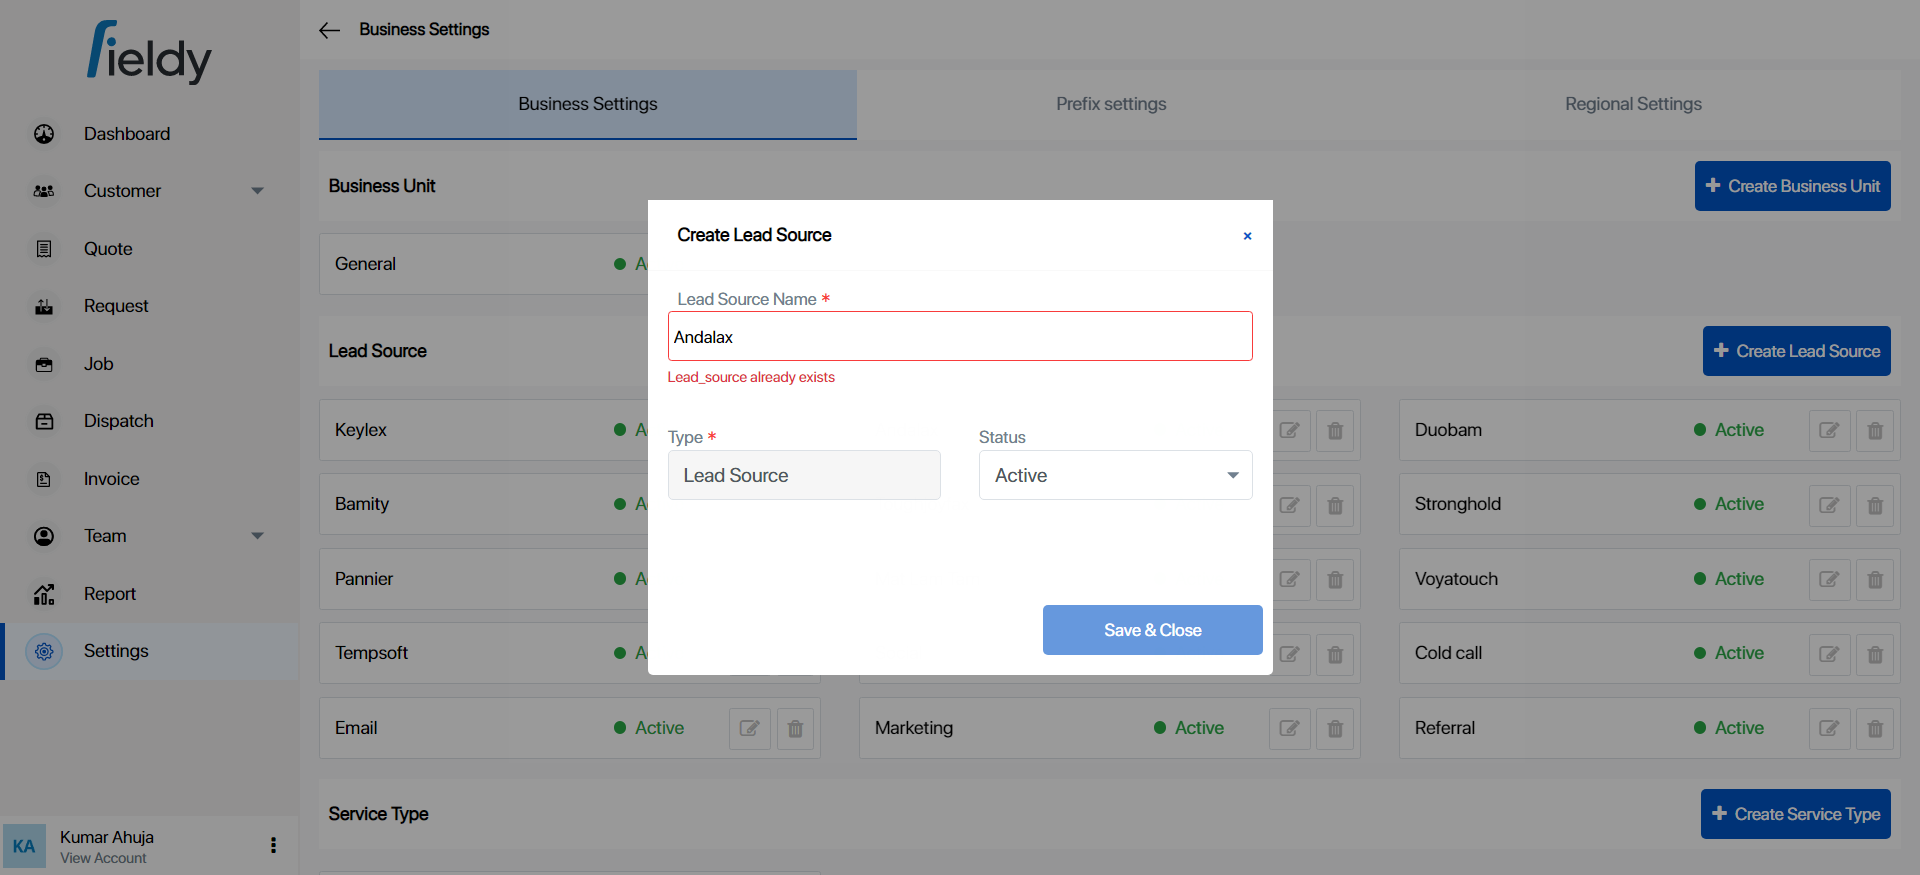 fieldy
Dashboard
Customer
Quote
Request
Job
Dispatch
Invoice
Team
Report
Settings
KA
Kumar Ahuja
View Account
Business Settings
Business Settings
Prefix settings
Regional Settings
Business Unit
+ Create Business Unit
General
Lead Source
+ Create Lead Source
Keylex
Duobam
Active
Bamity
Stronghold
Active
Pannier
Voyatouch
Active
Tempsoft
Cold call
Active
Email
Active
Marketing
Active
Referral
Active
Service Type
+ Create Service Type
Create Lead Source
×
Lead Source Name *
Andalax
Lead_source already exists
Type *
Status
Lead Source
Active
Save & Close